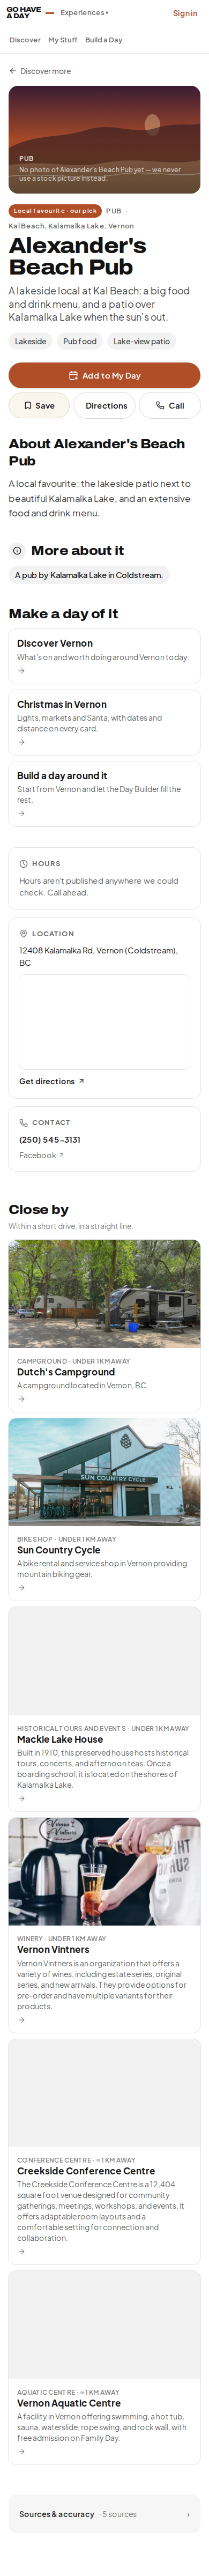 GO HAVE
A DAY
Experiences ▾
Sign in
Discover
My Stuff
Build a Day
← Discover more
PUB
No photo of Alexander's Beach Pub yet — we never
use a stock picture instead.
Local favourite · our pick
PUB ·
Kal Beach, Kalamalka Lake, Vernon
Alexander's
Beach Pub
A lakeside local at Kal Beach: a big food
and drink menu, and a patio over
Kalamalka Lake when the sun's out.
Lakeside
Pub food
Lake-view patio
Add to My Day
Save
Directions
Call
About Alexander's Beach
Pub
A local favourite: the lakeside patio next to
beautiful Kalamalka Lake, and an extensive
food and drink menu.
More about it
A pub by Kalamalka Lake in Coldstream.
Make a day of it
Discover Vernon
What's on and worth doing around Vernon today.
→
Christmas in Vernon
Lights, markets and Santa, with dates and
distance on every card.
→
Build a day around it
Start from Vernon and let the Day Builder fill the
rest.
→
HOURS
Hours aren't published anywhere we could
check. Call ahead.
LOCATION
12408 Kalamalka Rd, Vernon (Coldstream),
BC
Get directions ↗
CONTACT
(250) 545-3131
Facebook ↗
Close by
Within a short drive, in a straight line.
CAMPGROUND · UNDER 1 KM AWAY
Dutch's Campground
A campground located in Vernon, BC.
→
SUN COUNTRY CYCLE
BIKE SHOP · UNDER 1 KM AWAY
Sun Country Cycle
A bike rental and service shop in Vernon providing
mountain biking gear.
→
HISTORICAL TOURS AND EVENTS · UNDER 1 KM AWAY
Mackie Lake House
Built in 1910, this preserved house hosts historical
tours, concerts, and afternoon teas. Once a
boarding school, it is located on the shores of
Kalamalka Lake.
→
Vernon
Vintners
WINERY · UNDER 1 KM AWAY
Vernon Vintners
Vernon Vintners is an organization that offers a
variety of wines, including estate series, original
series, and new arrivals. They provide options for
pre-order and have multiple variants for their
products.
→
CONFERENCE CENTRE · ≈ 1 KM AWAY
Creekside Conference Centre
The Creekside Conference Centre is a 12,404
square foot venue designed for community
gatherings, meetings, workshops, and events. It
offers adaptable room layouts and a
comfortable setting for connection and
collaboration.
→
AQUATIC CENTRE · ≈ 1 KM AWAY
Vernon Aquatic Centre
A facility in Vernon offering swimming, a hot tub,
sauna, waterslide, rope swing, and rock wall, with
free admission on Family Day.
→
Sources & accuracy · 5 sources ›